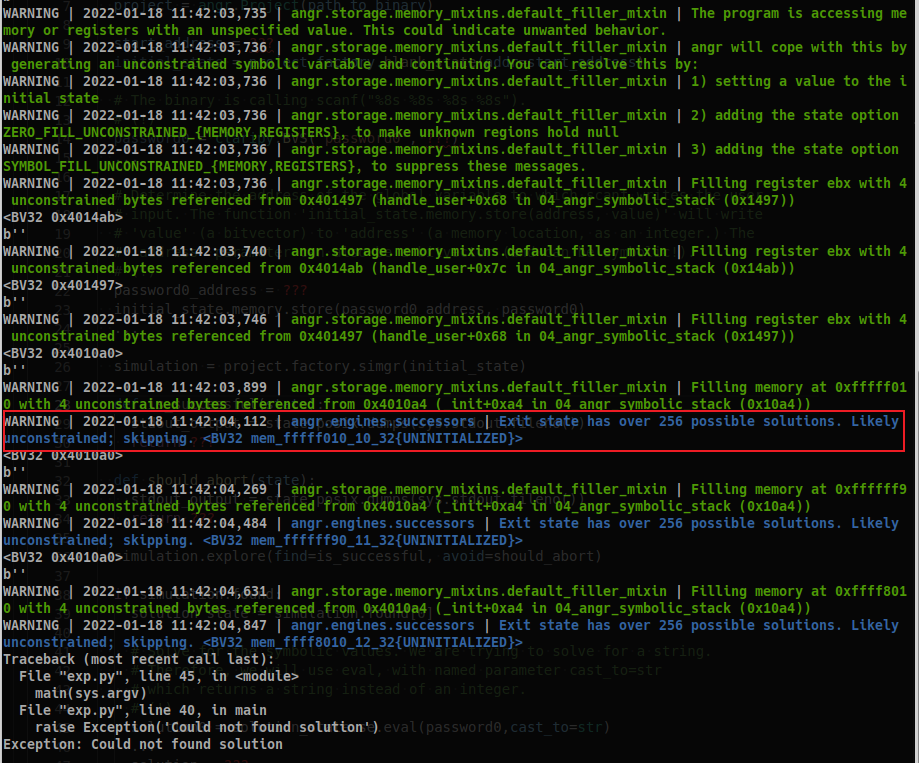 WARNING | 2022-01-18 11:42:03,735 | angr.storage.memory_mixins.default_filler_mixin | The program is accessing me
mory or registers with an unspecified value. This could indicate unwanted behavior.
WARNING | 2022-01-18 11:42:03,736 | angr.storage.memory_mixins.default_filler_mixin | angr will cope with this by
 generating an unconstrained symbolic variable and continuing. You can resolve this by:
WARNING | 2022-01-18 11:42:03,736 | angr.storage.memory_mixins.default_filler_mixin | 1) setting a value to the i
nitial state
WARNING | 2022-01-18 11:42:03,736 | angr.storage.memory_mixins.default_filler_mixin | 2) adding the state option
ZERO_FILL_UNCONSTRAINED_{MEMORY,REGISTERS}, to make unknown regions hold null
WARNING | 2022-01-18 11:42:03,736 | angr.storage.memory_mixins.default_filler_mixin | 3) adding the state option
SYMBOL_FILL_UNCONSTRAINED_{MEMORY,REGISTERS}, to suppress these messages.
WARNING | 2022-01-18 11:42:03,736 | angr.storage.memory_mixins.default_filler_mixin | Filling register ebx with 4
 unconstrained bytes referenced from 0x401497 (handle_user+0x68 in 04_angr_symbolic_stack (0x1497))
<BV32 0x4014ab>
b''
WARNING | 2022-01-18 11:42:03,740 | angr.storage.memory_mixins.default_filler_mixin | Filling register ebx with 4
 unconstrained bytes referenced from 0x4014ab (handle_user+0x7c in 04_angr_symbolic_stack (0x14ab))
<BV32 0x401497>
b''
WARNING | 2022-01-18 11:42:03,746 | angr.storage.memory_mixins.default_filler_mixin | Filling register ebx with 4
 unconstrained bytes referenced from 0x401497 (handle_user+0x68 in 04_angr_symbolic_stack (0x1497))
<BV32 0x4010a0>
b''
WARNING | 2022-01-18 11:42:03,899 | angr.storage.memory_mixins.default_filler_mixin | Filling memory at 0xfffff01
0 with 4 unconstrained bytes referenced from 0x4010a4 (_init+0xa4 in 04_angr_symbolic_stack (0x10a4))
WARNING | 2022-01-18 11:42:04,112 | angr.engines.successors | Exit state has over 256 possible solutions. Likely
unconstrained; skipping. <BV32 mem_fffff010_10_32{UNINITIALIZED}>
<BV32 0x4010a0>
b''
WARNING | 2022-01-18 11:42:04,269 | angr.storage.memory_mixins.default_filler_mixin | Filling memory at 0xffffff9
0 with 4 unconstrained bytes referenced from 0x4010a4 (_init+0xa4 in 04_angr_symbolic_stack (0x10a4))
WARNING | 2022-01-18 11:42:04,484 | angr.engines.successors | Exit state has over 256 possible solutions. Likely
unconstrained; skipping. <BV32 mem_ffffff90_11_32{UNINITIALIZED}>
<BV32 0x4010a0>
b''
WARNING | 2022-01-18 11:42:04,631 | angr.storage.memory_mixins.default_filler_mixin | Filling memory at 0xffff801
0 with 4 unconstrained bytes referenced from 0x4010a4 (_init+0xa4 in 04_angr_symbolic_stack (0x10a4))
WARNING | 2022-01-18 11:42:04,847 | angr.engines.successors | Exit state has over 256 possible solutions. Likely
unconstrained; skipping. <BV32 mem_ffff8010_12_32{UNINITIALIZED}>
Traceback (most recent call last):
  File "exp.py", line 45, in <module>
    main(sys.argv)
  File "exp.py", line 40, in main
    raise Exception('Could not found solution')
Exception: Could not found solution